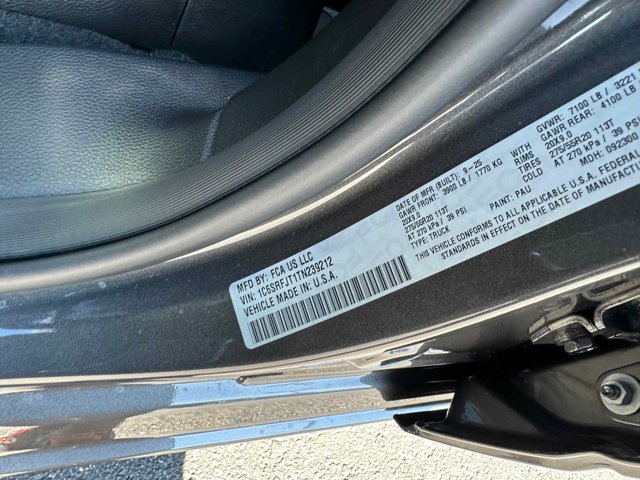 MFD BY: FCA US LLC
DATE OF MFR (BUILT): 9-25
GVWR: 7100 LB / 3221
GAWR FRONT: 3900 LB / 1770 KG
WITH
GAWR REAR: 4100 LB
20X9.0
RIMS
20X9.0
275/55R20 113T
TIRES
275/55R20 113T
AT 270 kPa / 39 PSI
COLD
AT 270 kPa / 39 PSI
VIN: 1C6SRFJT1TN239212
TYPE: TRUCK
PAINT: PAU
MDH: 092309
VEHICLE MADE IN U.S.A.
THIS VEHICLE CONFORMS TO ALL APPLICABLE U.S.A. FEDERAL
STANDARDS IN EFFECT ON THE DATE OF MANUFACTU